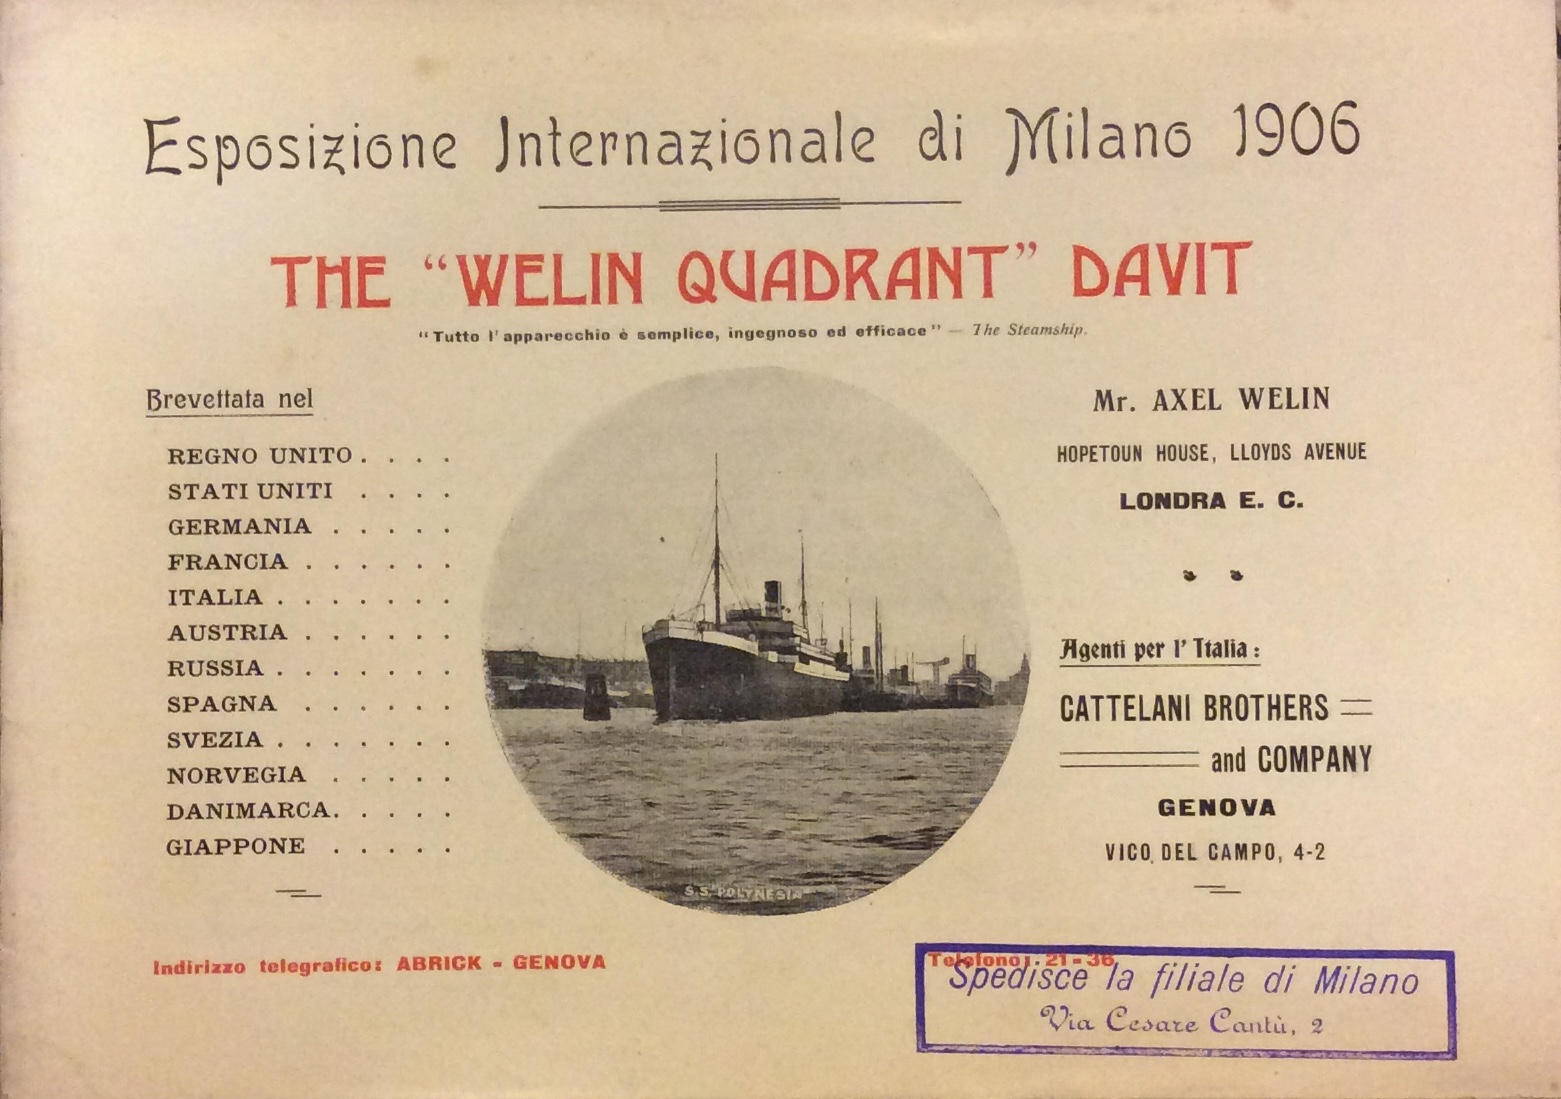 Esposizione Internazionale di Milano 1906
THE “WELIN QUADRANT” DAVIT
“Tutto l'apparecchio è semplice, ingegnoso ed efficace” — The Steamship.
Brevettata nel
REGNO UNITO . . . .
STATI UNITI . . . .
GERMANIA . . . . .
FRANCIA . . . . . .
ITALIA . . . . . . .
AUSTRIA . . . . . .
RUSSIA . . . . . . .
SPAGNA . . . . . .
SVEZIA . . . . . . .
NORVEGIA . . . . .
DANIMARCA. . . . .
GIAPPONE . . . . .
S.S. POLYNESIA
Mr. AXEL WELIN
HOPETOUN HOUSE, LLOYDS AVENUE
LONDRA E. C.
Agenti per l'Italia :
CATTELANI BROTHERS
and COMPANY
GENOVA
VICO DEL CAMPO, 4-2
Indirizzo telegrafico: ABRICK - GENOVA
Telefono: 21-36
Spedisce la filiale di Milano
Via Cesare Cantù, 2